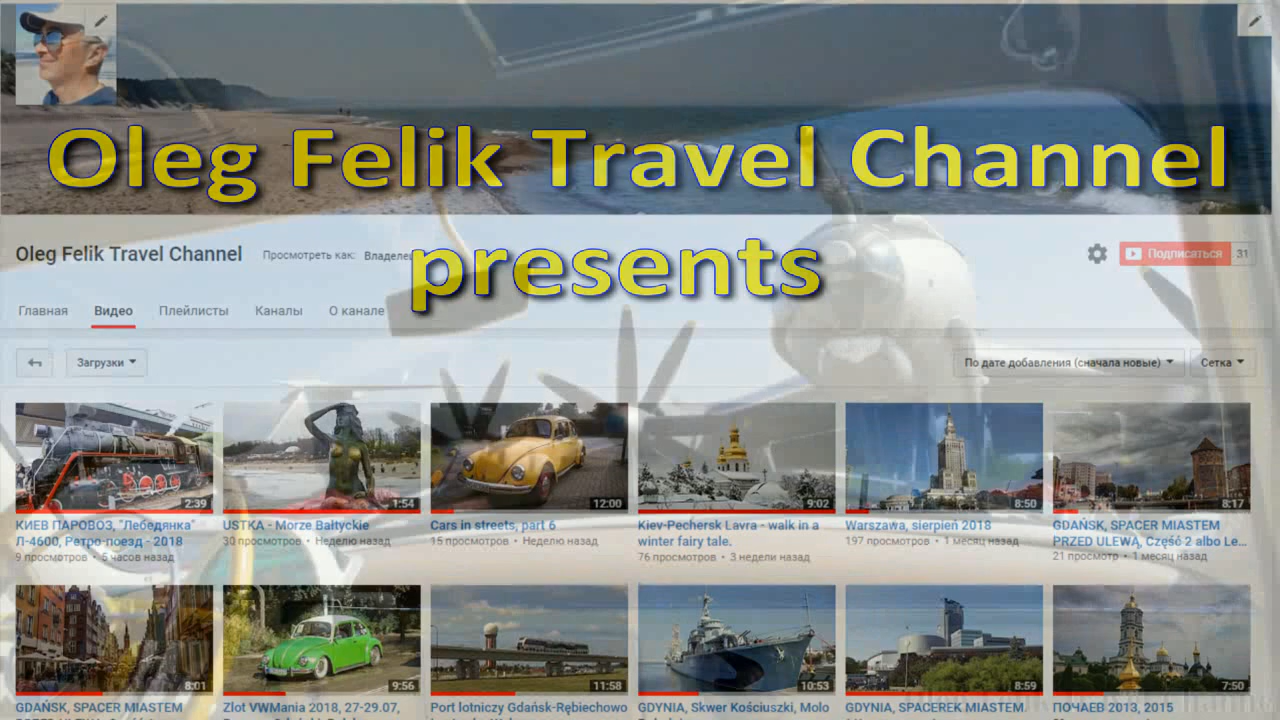 Oleg Felik Travel Channel
presents
Oleg Felik Travel Channel
Просмотреть как:
Подписаться 31
Главная Видео Плейлисты Каналы О канале
Загрузки
По дате добавления (сначала новые) Сетка
2:39
КИЕВ ПАРОВОЗ, "Лебедянка"
Л-4600, Ретро-поезд - 2018
9 просмотров • 5 часов назад
1:54
USTKA - Morze Bałtyckie
30 просмотров • Неделю назад
12:00
Cars in streets, part 6
15 просмотров • Неделю назад
9:02
Kiev-Pechersk Lavra - walk in a
winter fairy tale.
76 просмотров • 3 недели назад
8:50
Warszawa, sierpień 2018
197 просмотров • 1 месяц назад
8:17
GDAŃSK, SPACER MIASTEM
PRZED ULEWĄ, Część 2 albo Le...
21 просмотр • 1 месяц назад
8:01
GDAŃSK, SPACER MIASTEM
9:56
Zlot VWMania 2018, 27-29.07,
11:58
Port lotniczy Gdańsk-Rębiechowo
10:53
GDYNIA, Skwer Kościuszki, Molo
8:59
GDYNIA, SPACEREK MIASTEM.
7:50
ПОЧАЕВ 2013, 2015